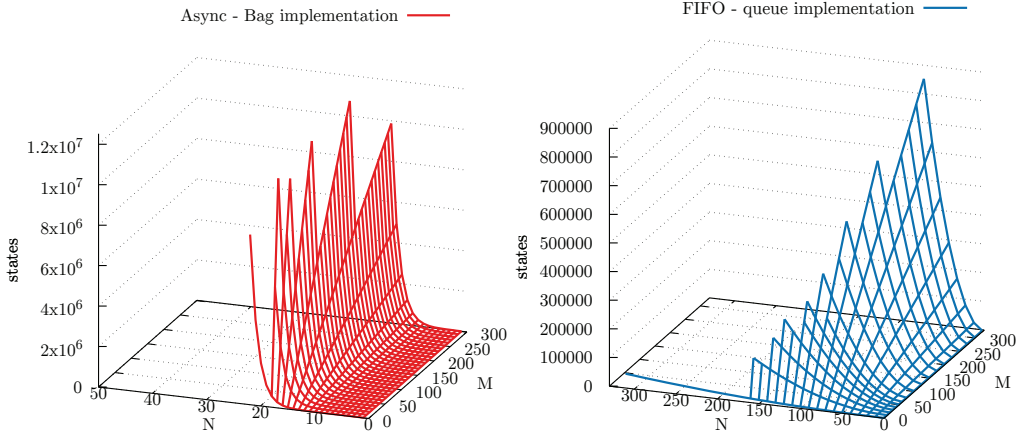 Async - Bag implementation
1.2x10^7
1x10^7
8x10^6
6x10^6
4x10^6
2x10^6
0
states
50
40
30
20
10
0
N
0
50
100
150
200
250
300
M
FIFO - queue implementation
900000
800000
700000
600000
500000
400000
300000
200000
100000
0
states
300
250
200
150
100
50
0
N
0
50
100
150
200
250
300
M